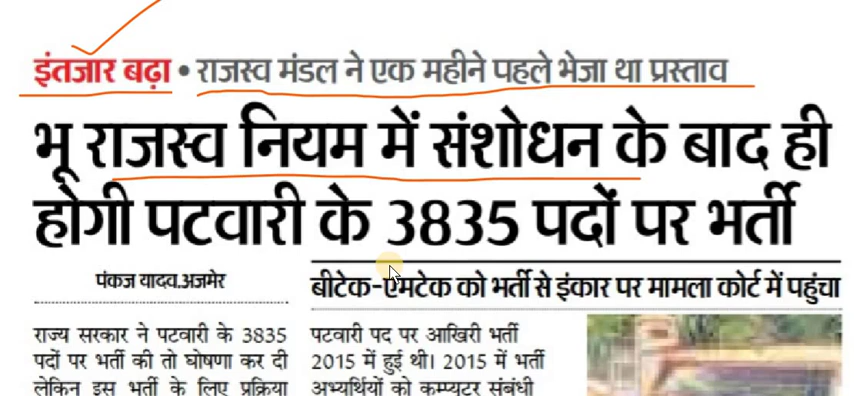 इंतजार बढ़ा • राजस्व मंडल ने एक महीने पहले भेजा था प्रस्ताव
भू राजस्व नियम में संशोधन के बाद ही
होगी पटवारी के 3835 पदों पर भर्ती
पंकज यादव.अजमेर
बीटेक-एमटेक को भर्ती से इंकार पर मामला कोर्ट में पहुंचा
राज्य सरकार ने पटवारी के 3835
पदों पर भर्ती की तो घोषणा कर दी
लेकिन इस भर्ती के लिए प्रक्रिया
पटवारी पद पर आखिरी भर्ती
2015 में हुई थी। 2015 में भर्ती
अभ्यर्थियों को कम्प्यूटर संबंधी